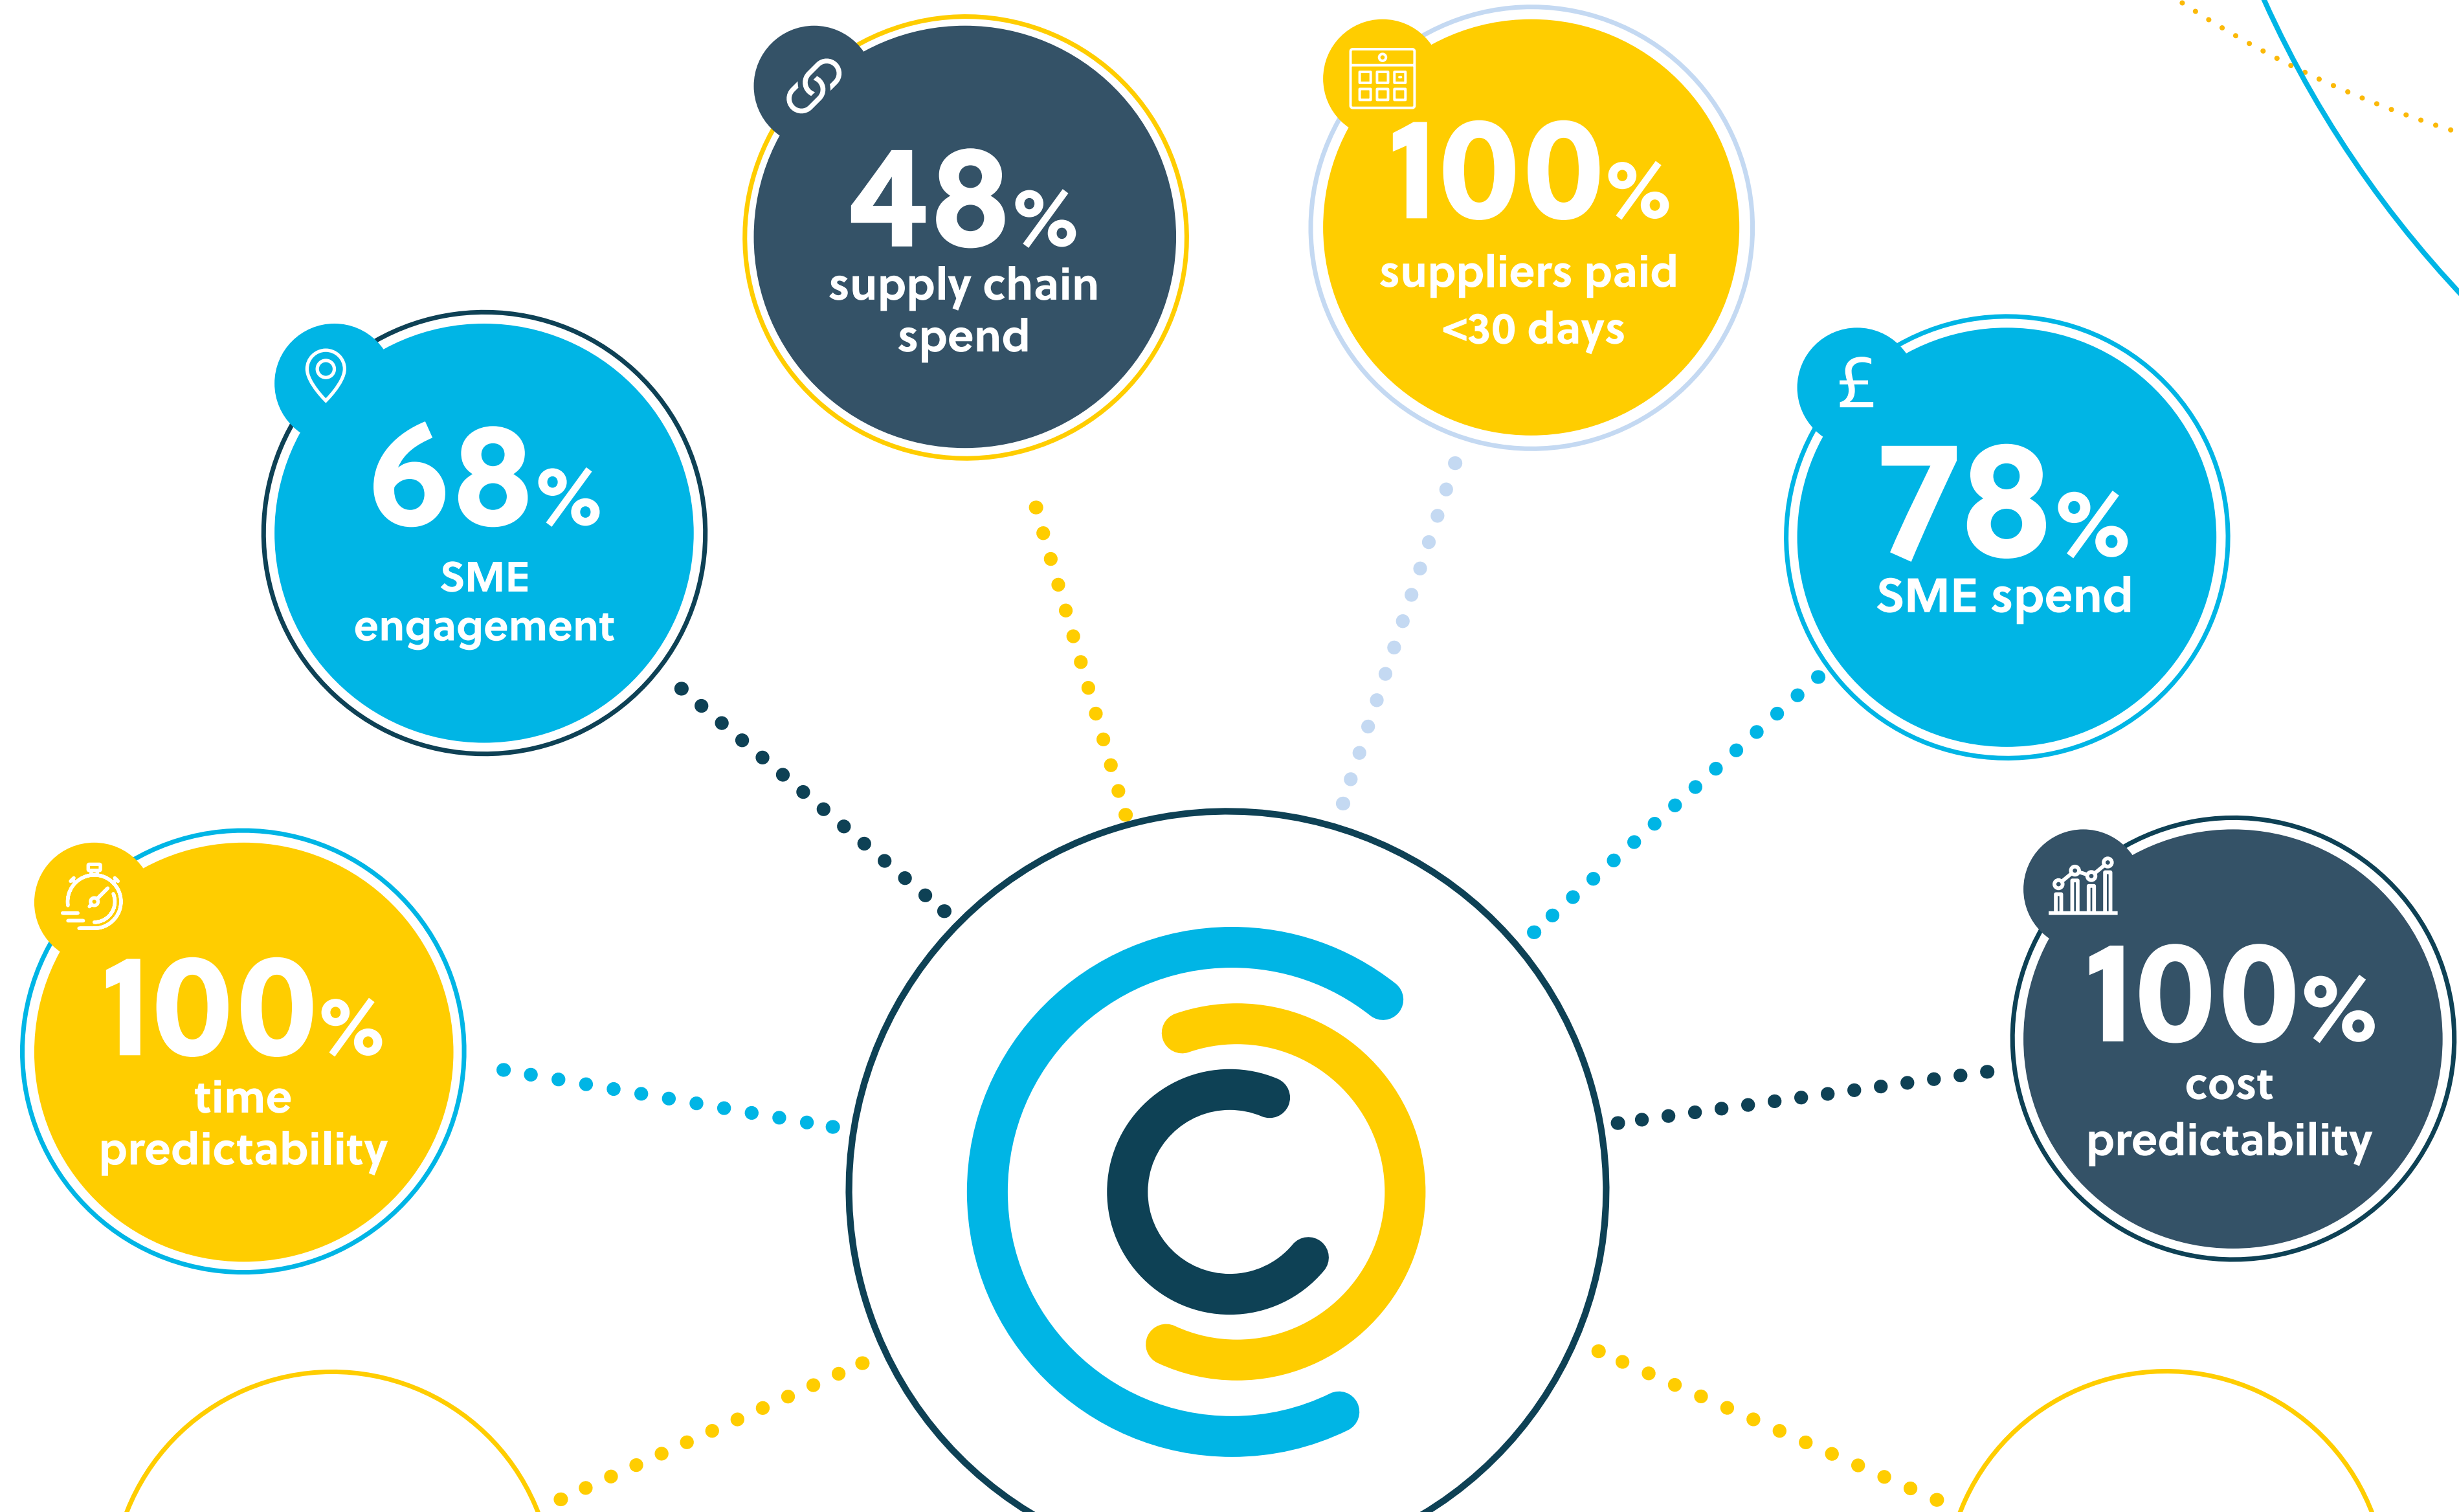 48%
supply chain
spend
100%
suppliers paid
<30 days
68%
SME
engagement
£
78%
SME spend
100%
time
predictability
100%
cost
predictability